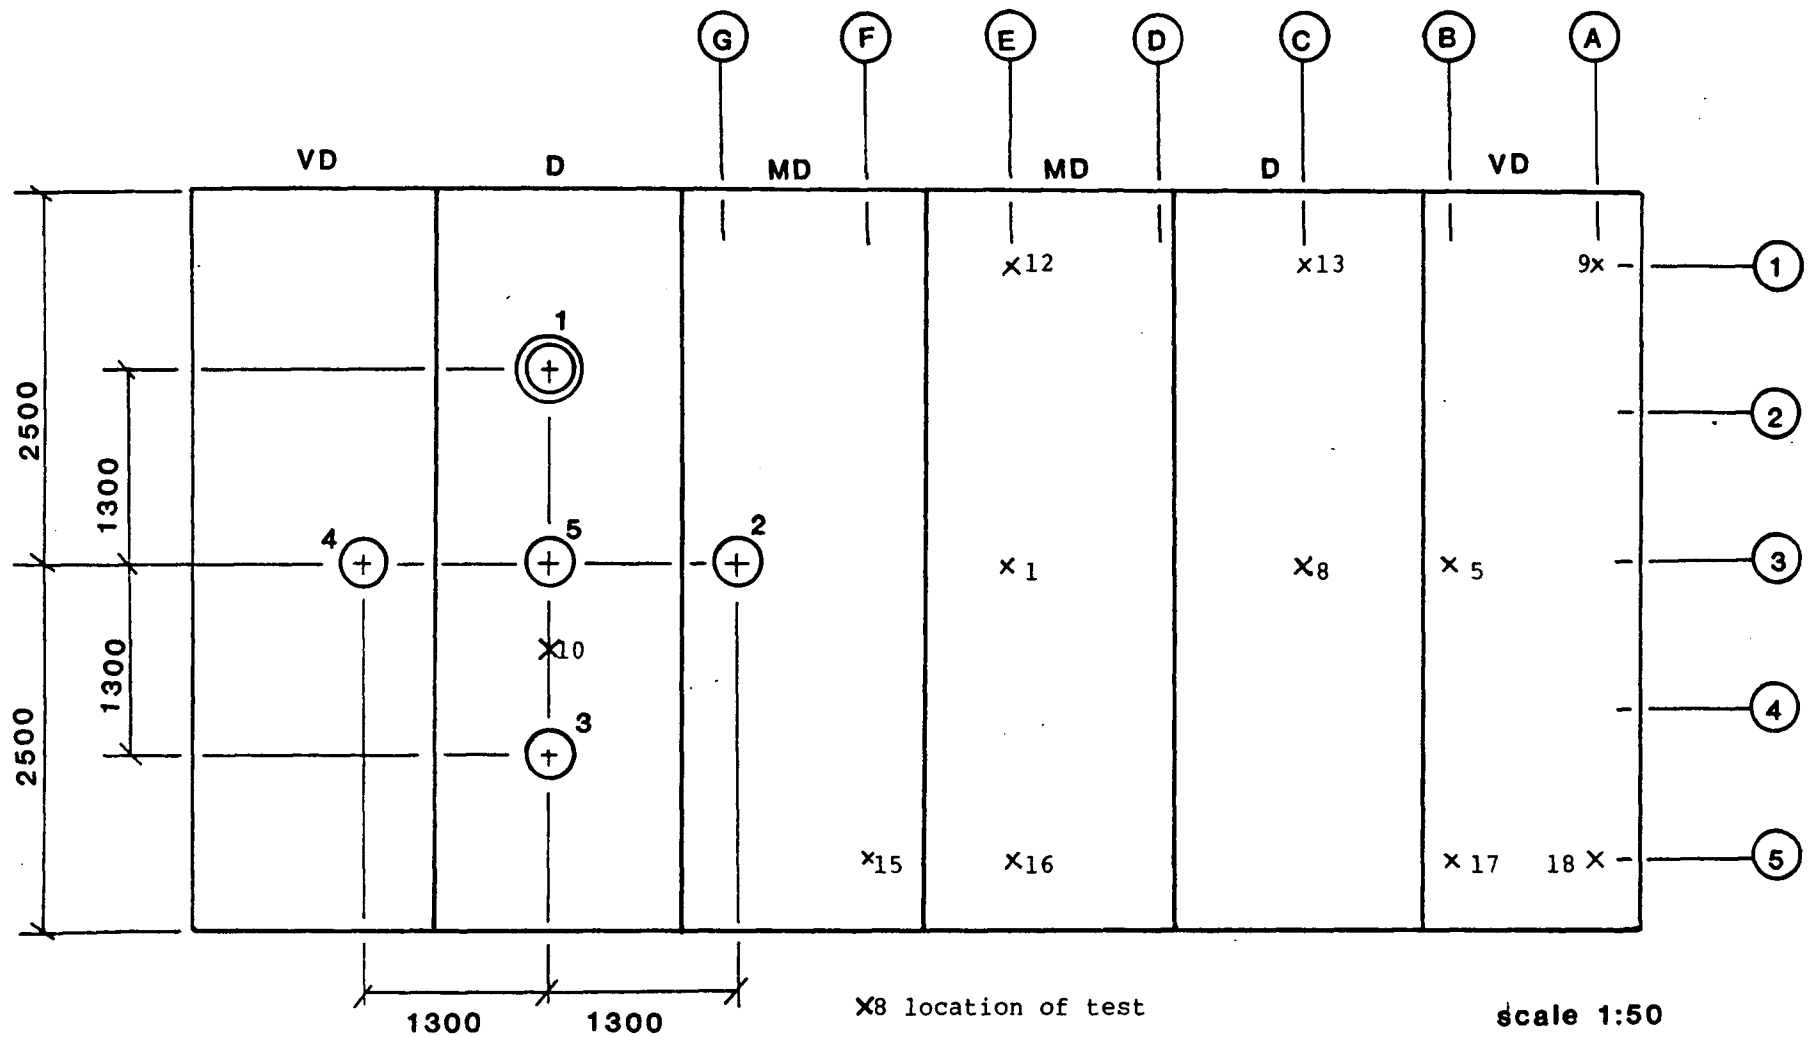 G F E D C B A
VD D MD MD D VD
×12 ×13 9× 1
1
2
2500
1300
4 5 2
×1 ×8 ×5 3
×10
1300
3
4
2500
×15 ×16 ×17 18× 5
1300 1300
×8 location of test
scale 1:50